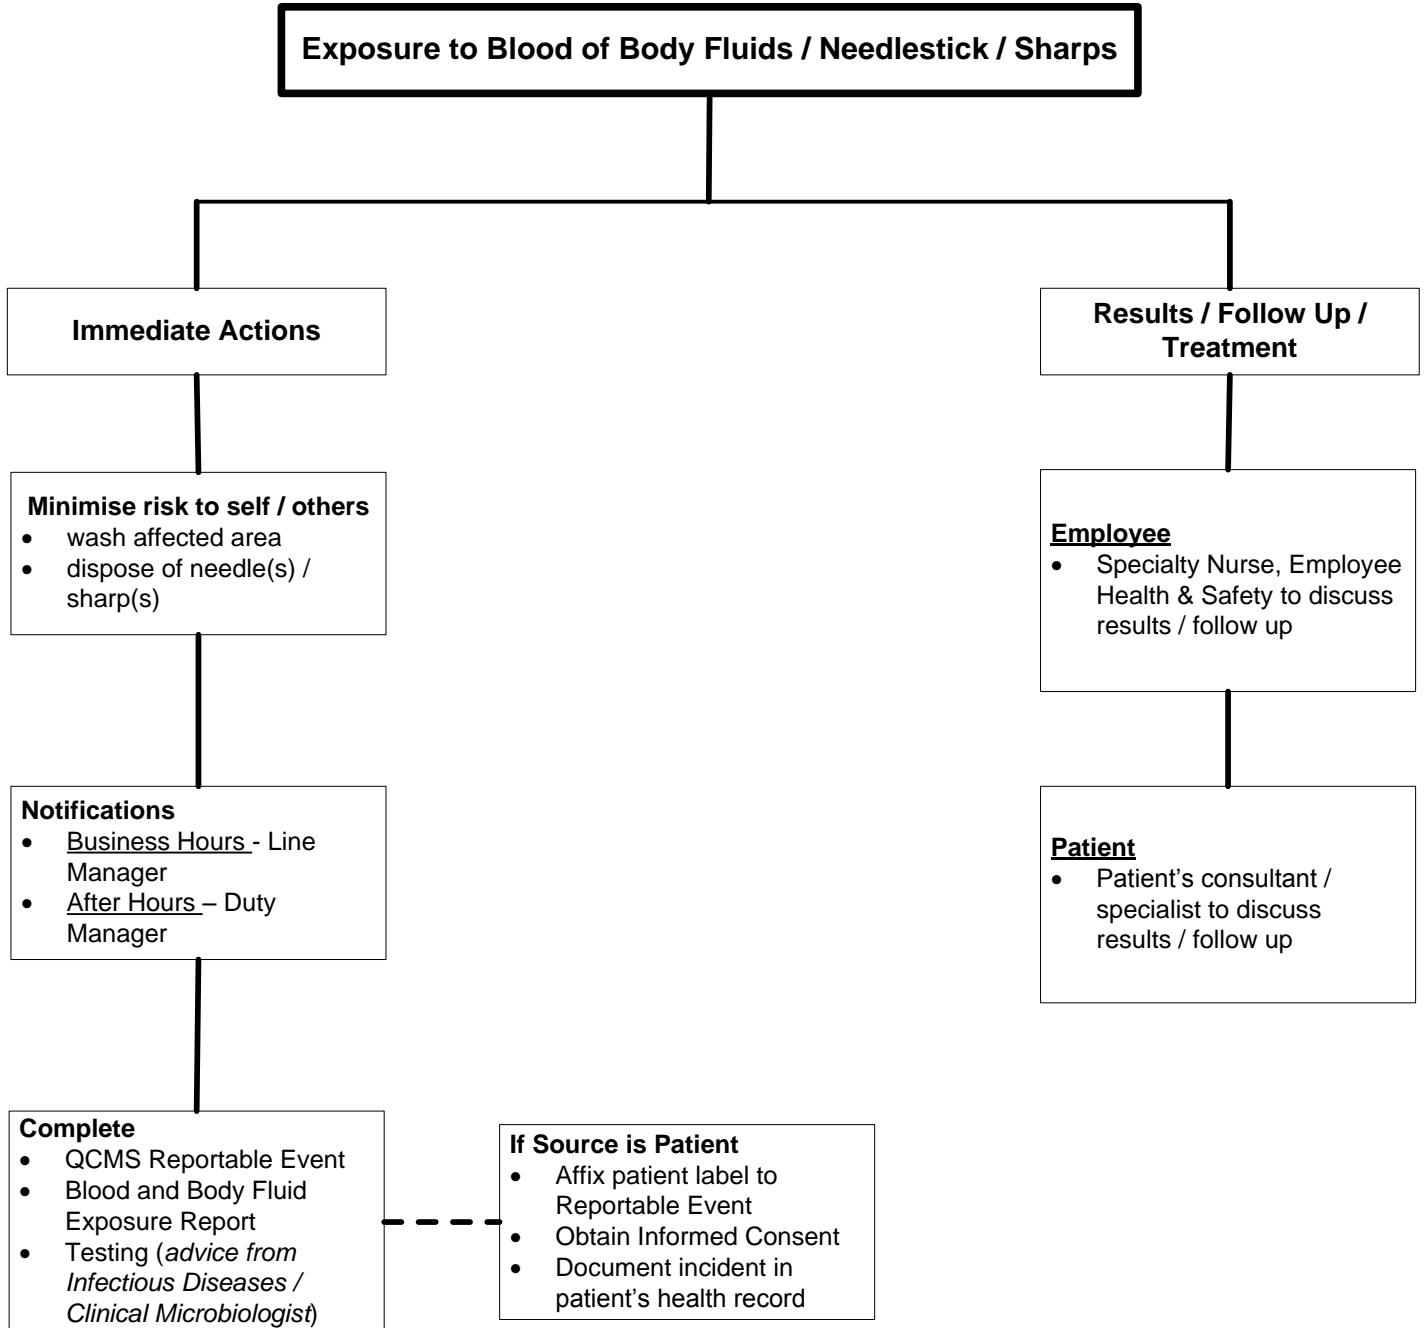 Exposure to Blood of Body Fluids / Needlestick / Sharps
Immediate Actions
Results / Follow Up /
Treatment
Minimise risk to self / others
• wash affected area
• dispose of needle(s) /
sharp(s)
Employee
• Specialty Nurse, Employee
Health & Safety to discuss
results / follow up
Notifications
• Business Hours - Line
Manager
• After Hours – Duty
Manager
Patient
• Patient’s consultant /
specialist to discuss
results / follow up
Complete
• QCMS Reportable Event
• Blood and Body Fluid
Exposure Report
• Testing (advice from
Infectious Diseases /
Clinical Microbiologist)
If Source is Patient
• Affix patient label to
Reportable Event
• Obtain Informed Consent
• Document incident in
patient’s health record